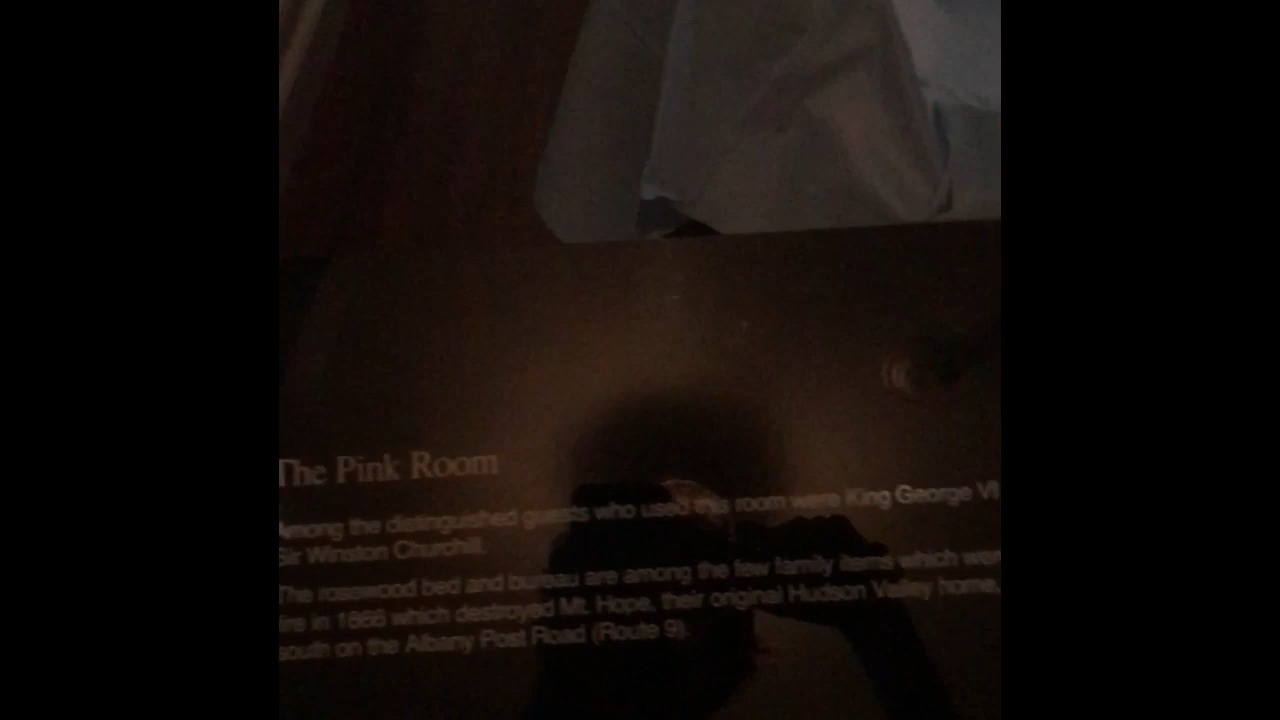 The Pink Room
Among the distinguished guests who used this room were King George VI
Sir Winston Churchill.
The rosewood bed and bureau are among the few family items which were
fire in 1866 which destroyed Mt. Hope, their original Hudson Valley home,
south on the Albany Post Road (Route 9).